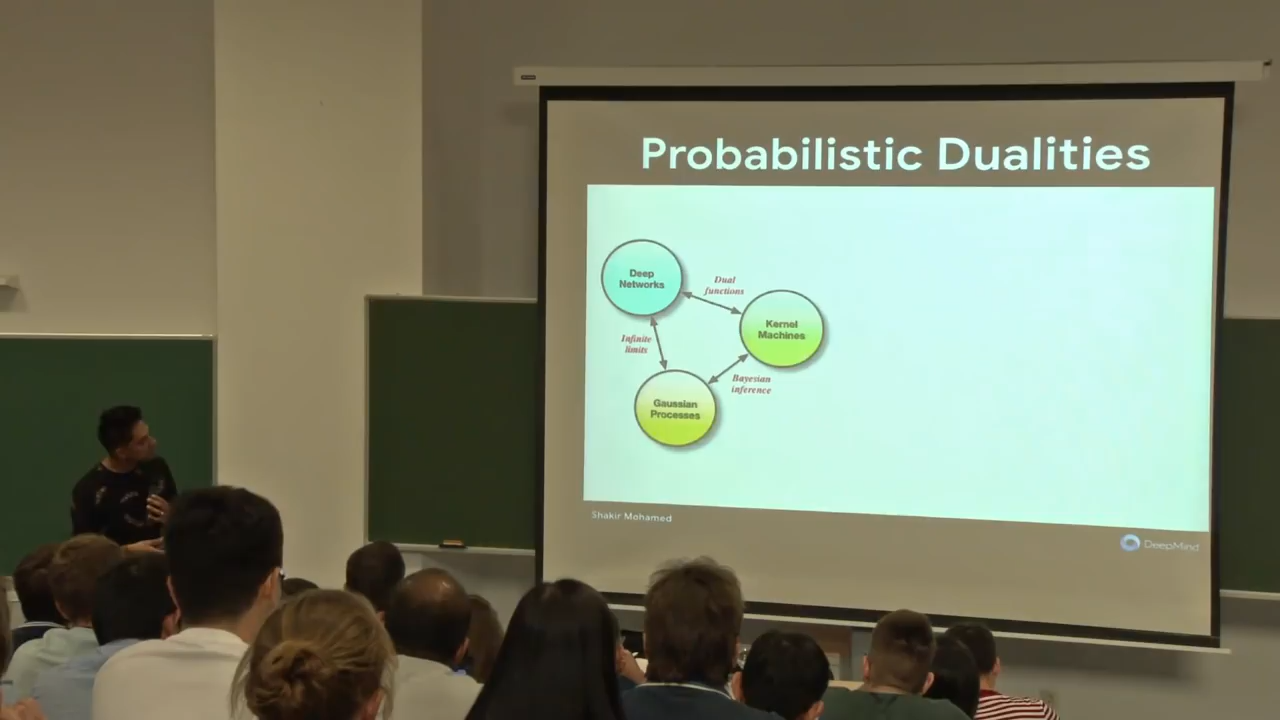 Probabilistic Dualities
Deep
Networks
Dual
functions
Kernel
Machines
Infinite
limits
Bayesian
inference
Gaussian
Processes
Shakir Mohamed
DeepMind